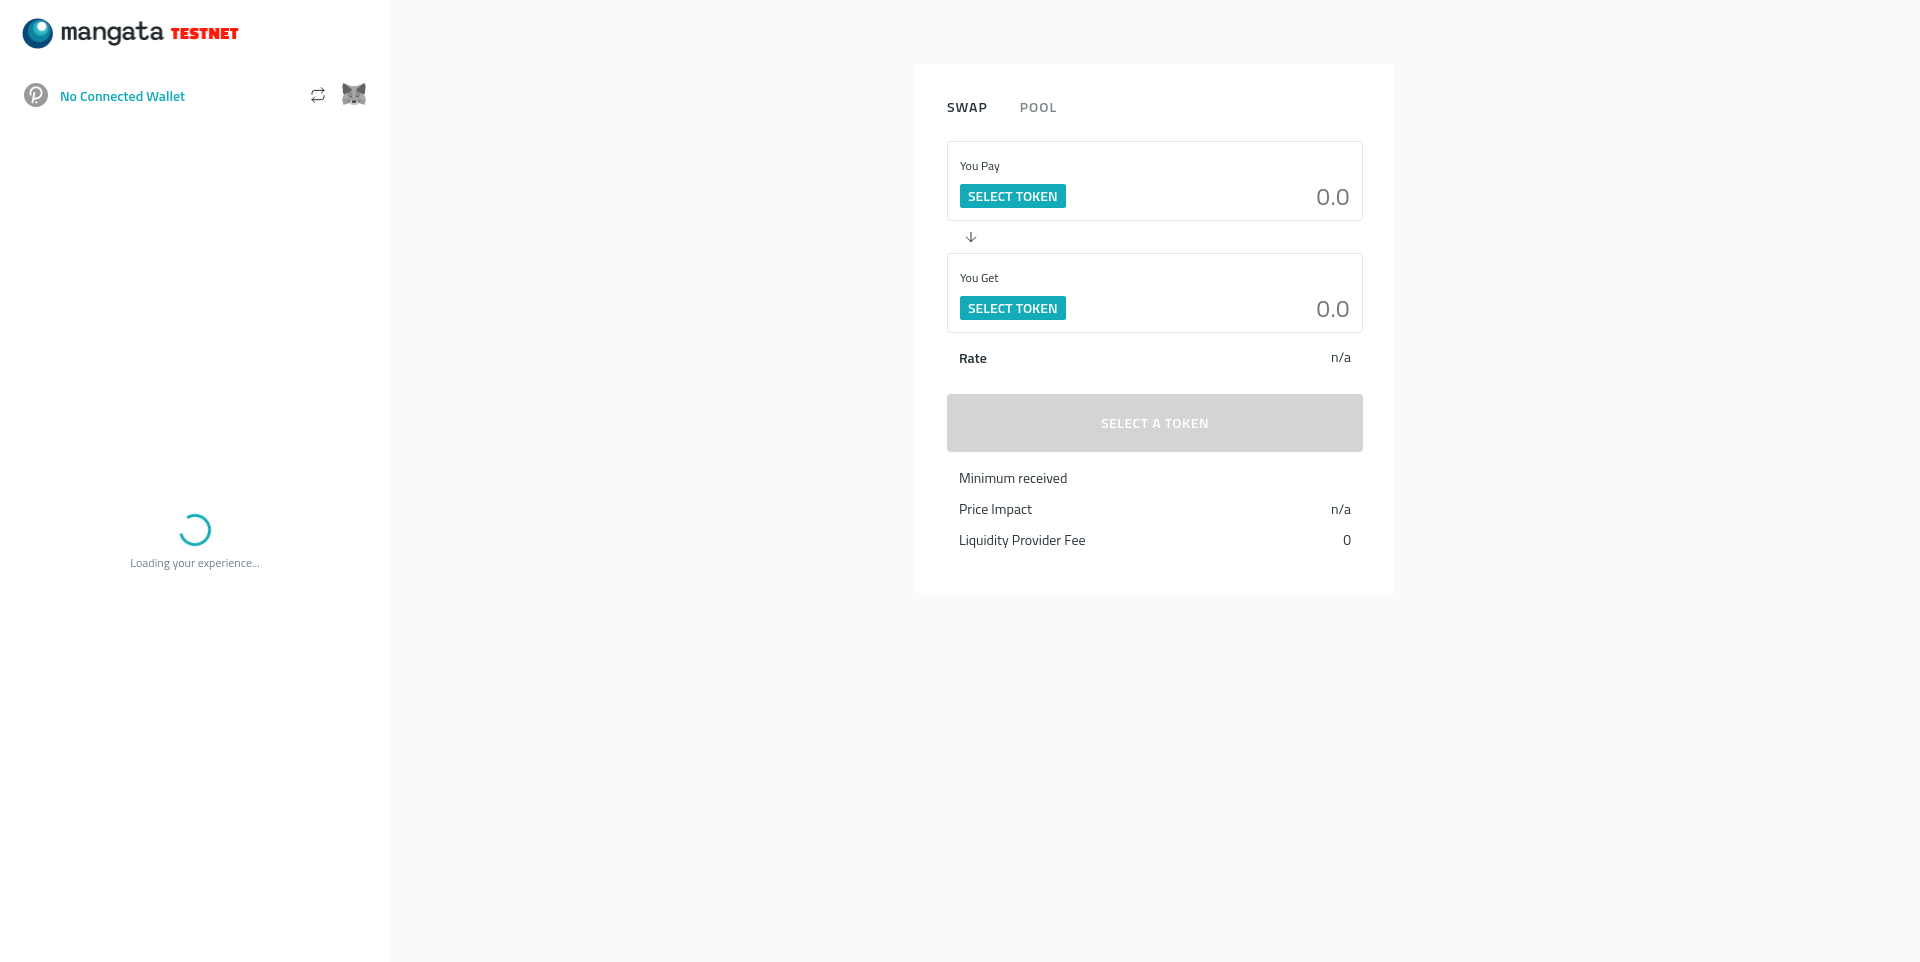 mangata TESTNET
No Connected Wallet
Loading your experience...
SWAP POOL
You Pay
SELECT TOKEN 0.0
You Get
SELECT TOKEN 0.0
Rate n/a
SELECT A TOKEN
Minimum received
Price Impact n/a
Liquidity Provider Fee 0